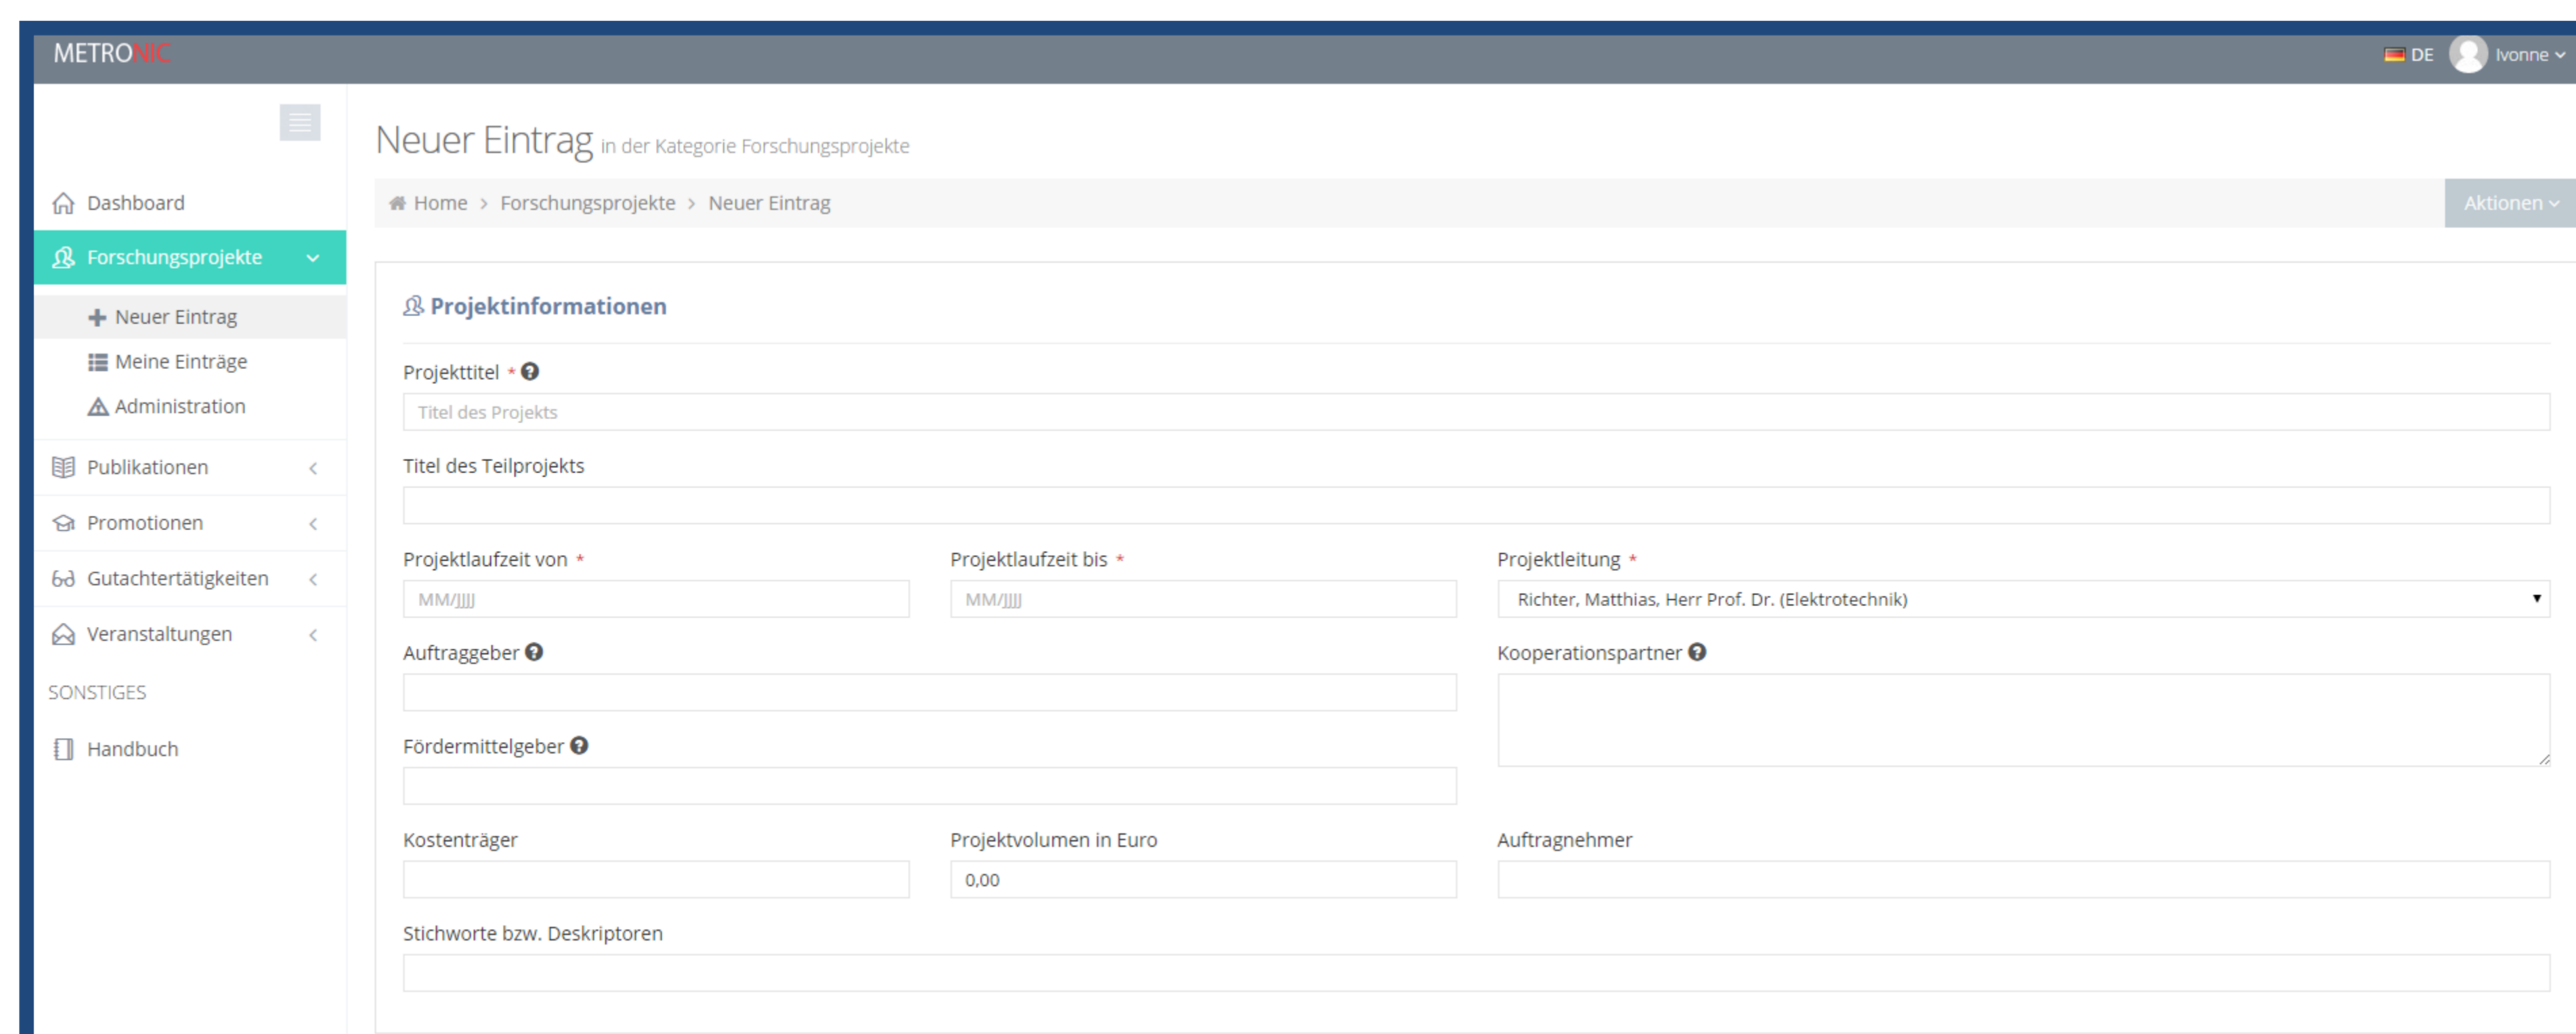 METRONIC
DE Ivonne
Neuer Eintrag in der Kategorie Forschungsprojekte
Home > Forschungsprojekte > Neuer Eintrag
Aktionen
Dashboard
Forschungsprojekte
Neuer Eintrag
Meine Einträge
Administration
Publikationen
Promotionen
Gutachtertätigkeiten
Veranstaltungen
SONSTIGES
Handbuch
Projektinformationen
Projekttitel *
Titel des Projekts
Titel des Teilprojekts
Projektlaufzeit von *
MM/JJJJ
Projektlaufzeit bis *
MM/JJJJ
Projektleitung *
Richter, Matthias, Herr Prof. Dr. (Elektrotechnik)
Auftraggeber
Kooperationspartner
Fördermittelgeber
Kostenträger
Projektvolumen in Euro
0,00
Auftragnehmer
Stichworte bzw. Deskriptoren